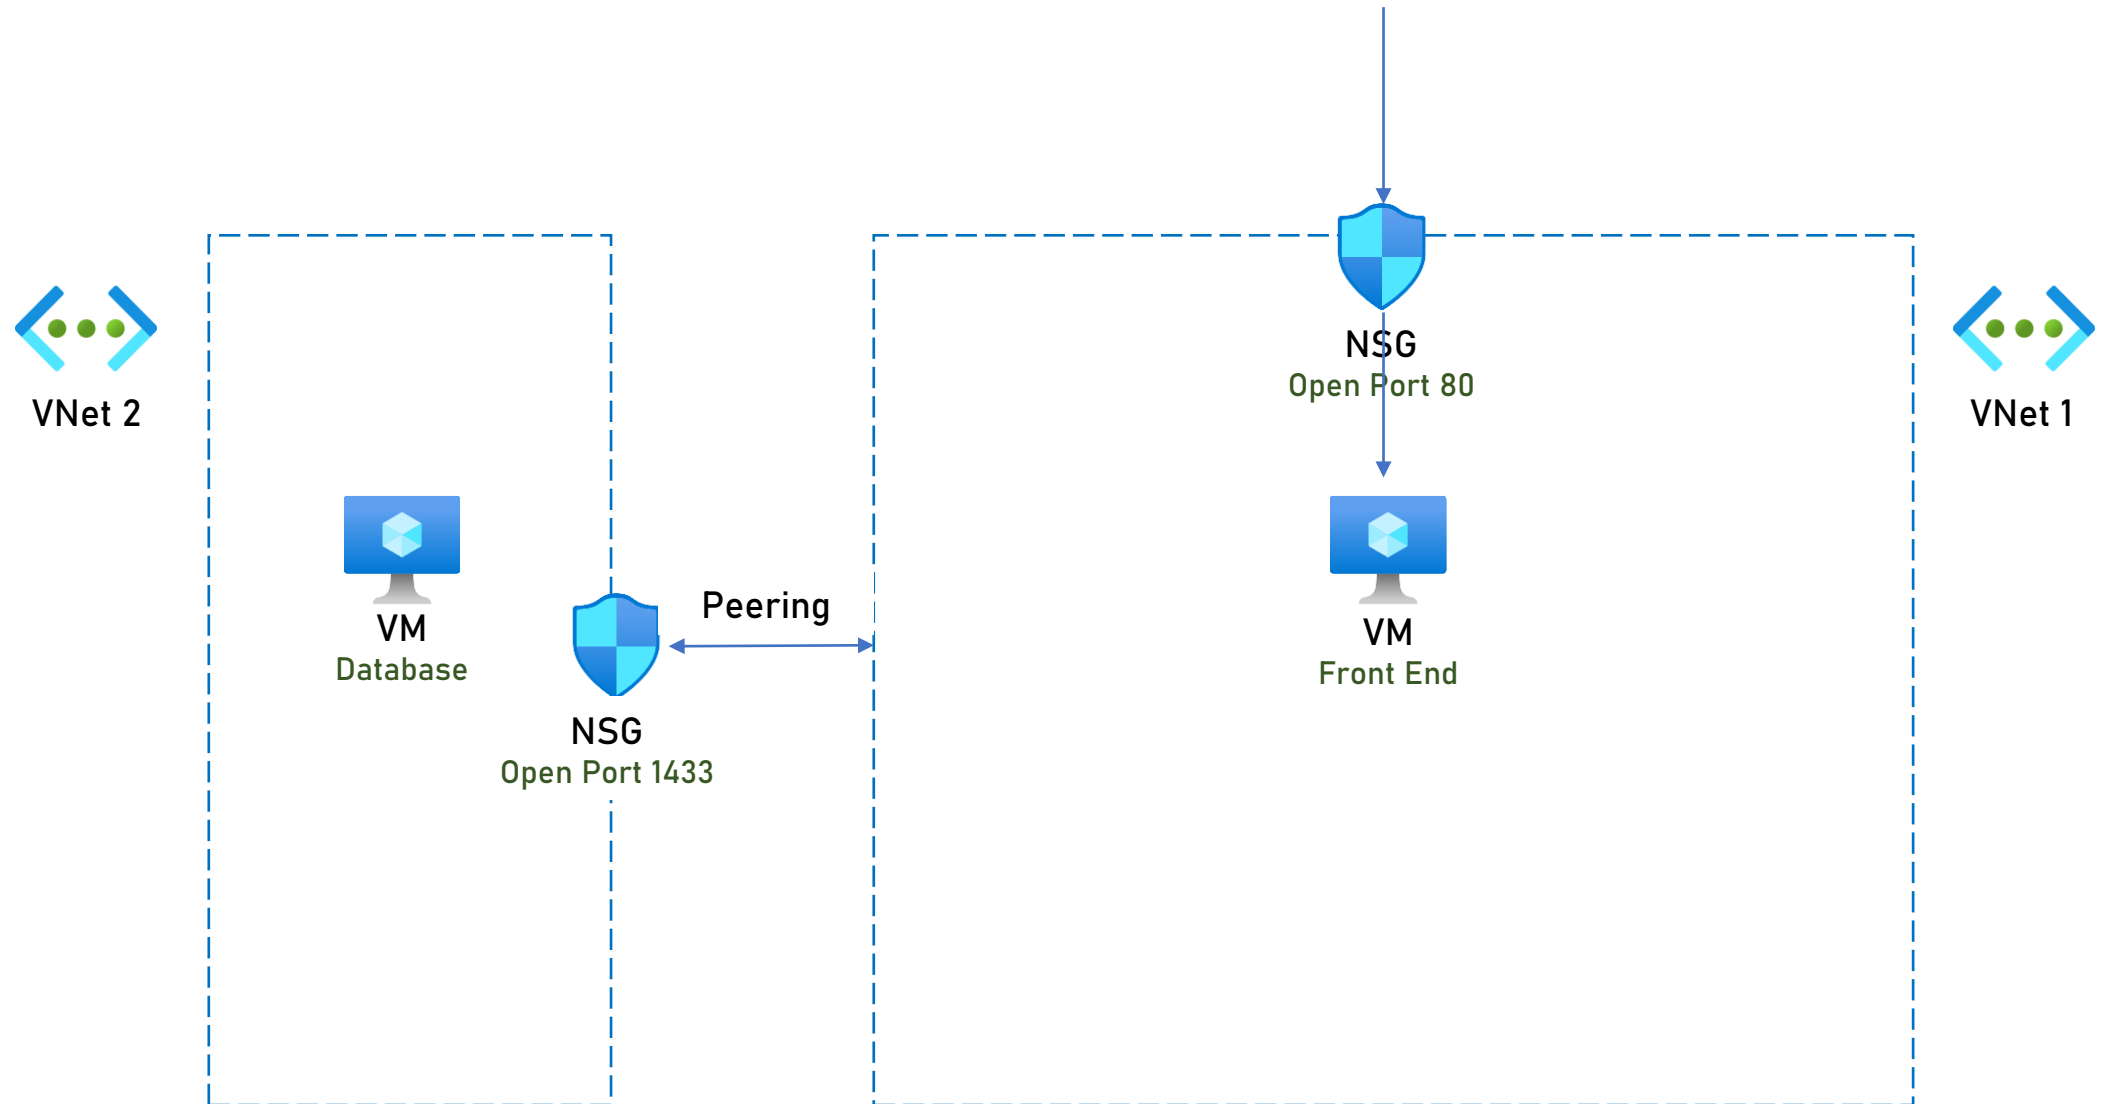 NSG
Open Port 80
VNet 2
VNet 1
Peering
VM
Database
VM
Front End
NSG
Open Port 1433